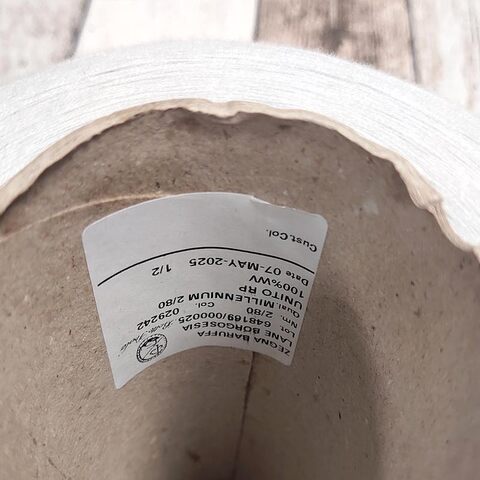 ZEGNA BARUFFA
LANE BORGOSESIA
Lot 648169/000025 029242
Nm. 2/80 Col.
Qual.MILLENNIUM 2/80
UNITO RP
100%WV
Date 07-MAY-2025 1/2
Cust.Col.